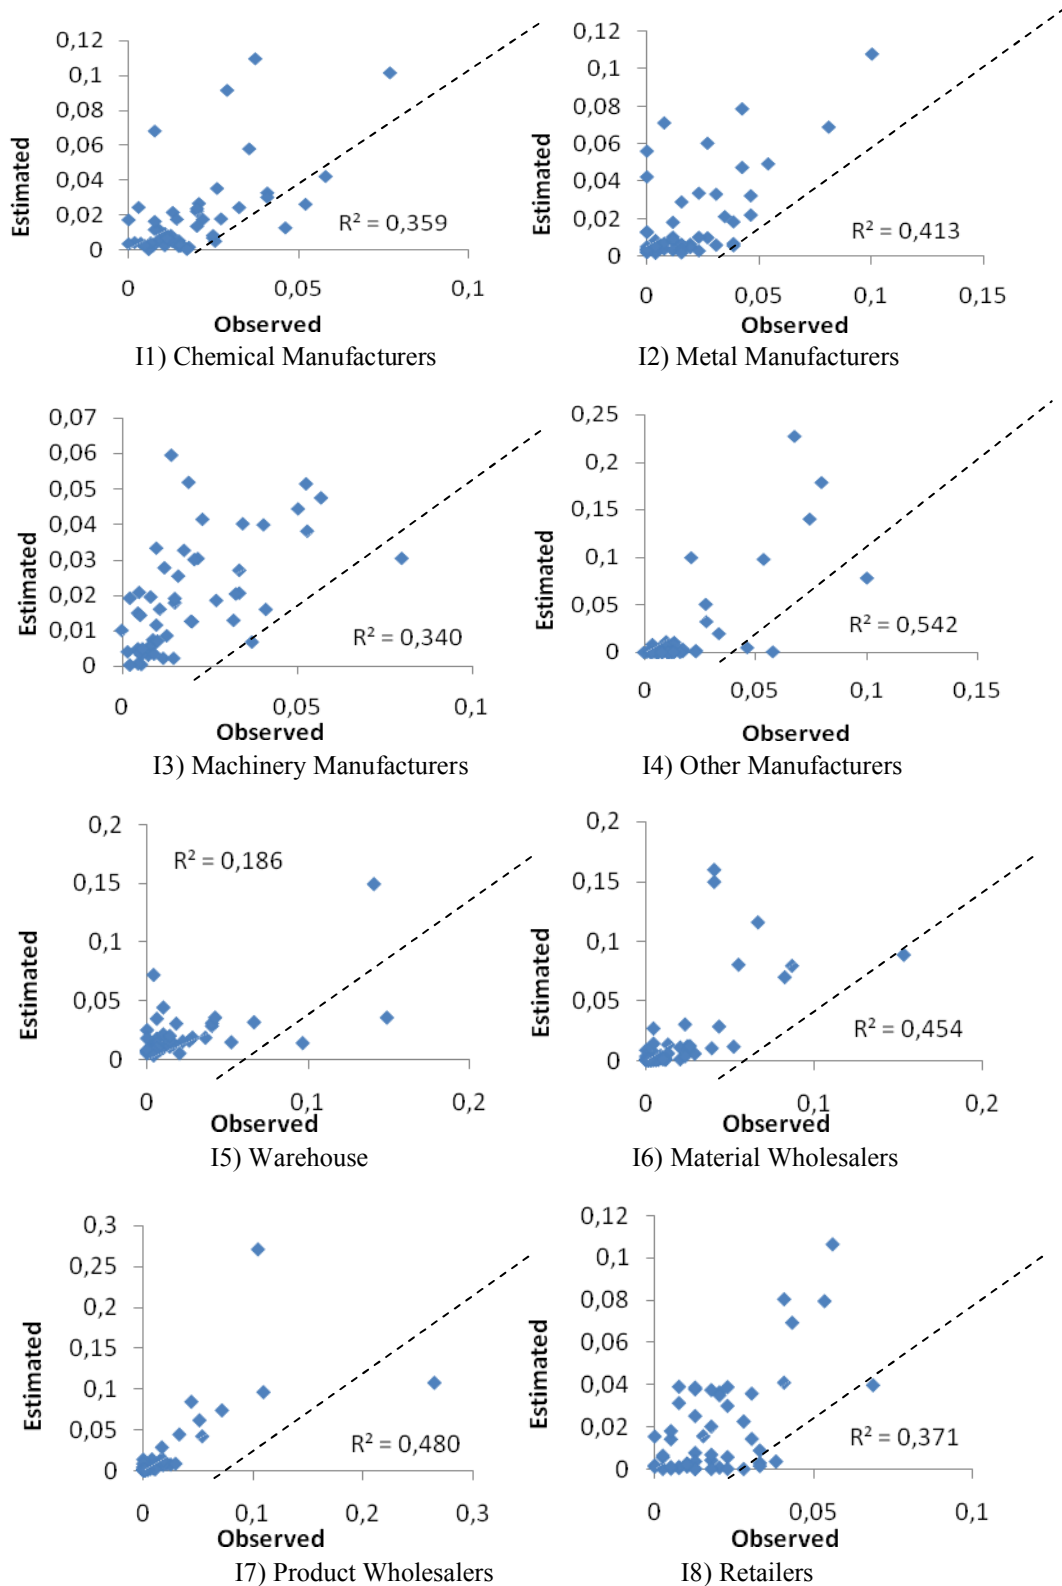 0,12
0,1
0,08
0,06
0,04
0,02
0
Estimated
R² = 0,359
0 0,05 0,1
Observed
I1) Chemical Manufacturers
0,12
0,1
0,08
0,06
0,04
0,02
0
Estimated
R² = 0,413
0 0,05 0,1 0,15
Observed
I2) Metal Manufacturers
0,07
0,06
0,05
0,04
0,03
0,02
0,01
0
Estimated
R² = 0,340
0 0,05 0,1
Observed
I3) Machinery Manufacturers
0,25
0,2
0,15
0,1
0,05
0
Estimated
R² = 0,542
0 0,05 0,1 0,15
Observed
I4) Other Manufacturers
0,2
0,15
0,1
0,05
0
Estimated
R² = 0,186
0 0,1 0,2
Observed
I5) Warehouse
0,2
0,15
0,1
0,05
0
Estimated
R² = 0,454
0 0,1 0,2
Observed
I6) Material Wholesalers
0,3
0,25
0,2
0,15
0,1
0,05
0
Estimated
R² = 0,480
0 0,1 0,2 0,3
Observed
I7) Product Wholesalers
0,12
0,1
0,08
0,06
0,04
0,02
0
Estimated
R² = 0,371
0 0,05 0,1
Observed
I8) Retailers